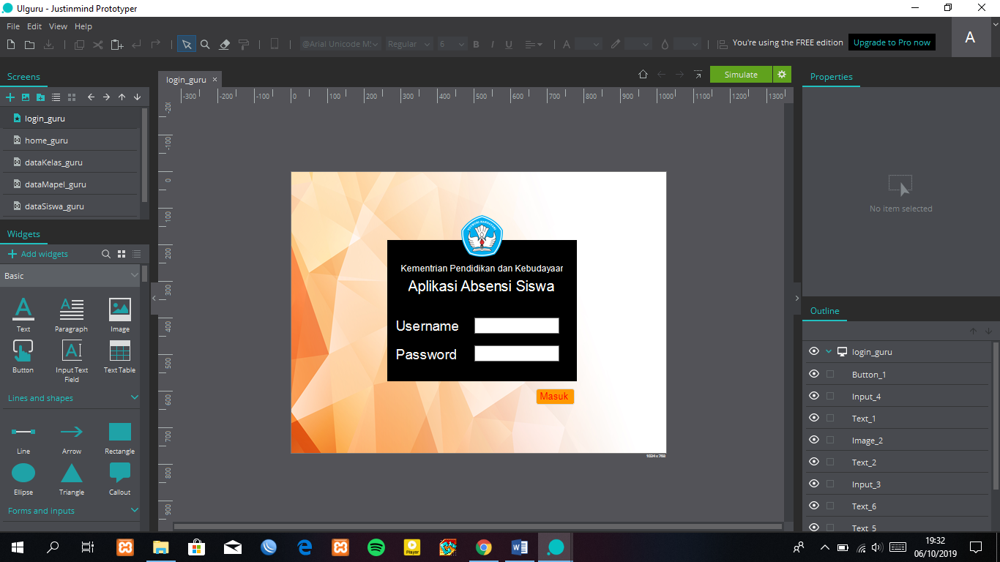 UIguru - Justinmind Prototyper
File Edit View Help
@Arial Unicode MS Regular 6 B I U A
You're using the FREE edition Upgrade to Pro now A
Screens
login_guru ×
Simulate
Properties
-300 -200 -100 0 100 200 300 400 500 600 700 800 900 1000 1100 1200 1300
login_guru
home_guru
dataKelas_guru
dataMapel_guru
dataSiswa_guru
-200
-100
0
100
200
300
400
500
600
700
800
900
No item selected
Widgets
Add widgets
Basic
Text Paragraph Image
Button Input Text Field Text Table
Lines and shapes
Line Arrow Rectangle
Ellipse Triangle Callout
Forms and inputs
Kementrian Pendidikan dan Kebudayaar
Aplikasi Absensi Siswa
Username
Password
Masuk
1024 x 768
Outline
login_guru
Button_1
Input_4
Text_1
Image_2
Text_2
Input_3
Text_6
Text_5
Player
19:32
06/10/2019